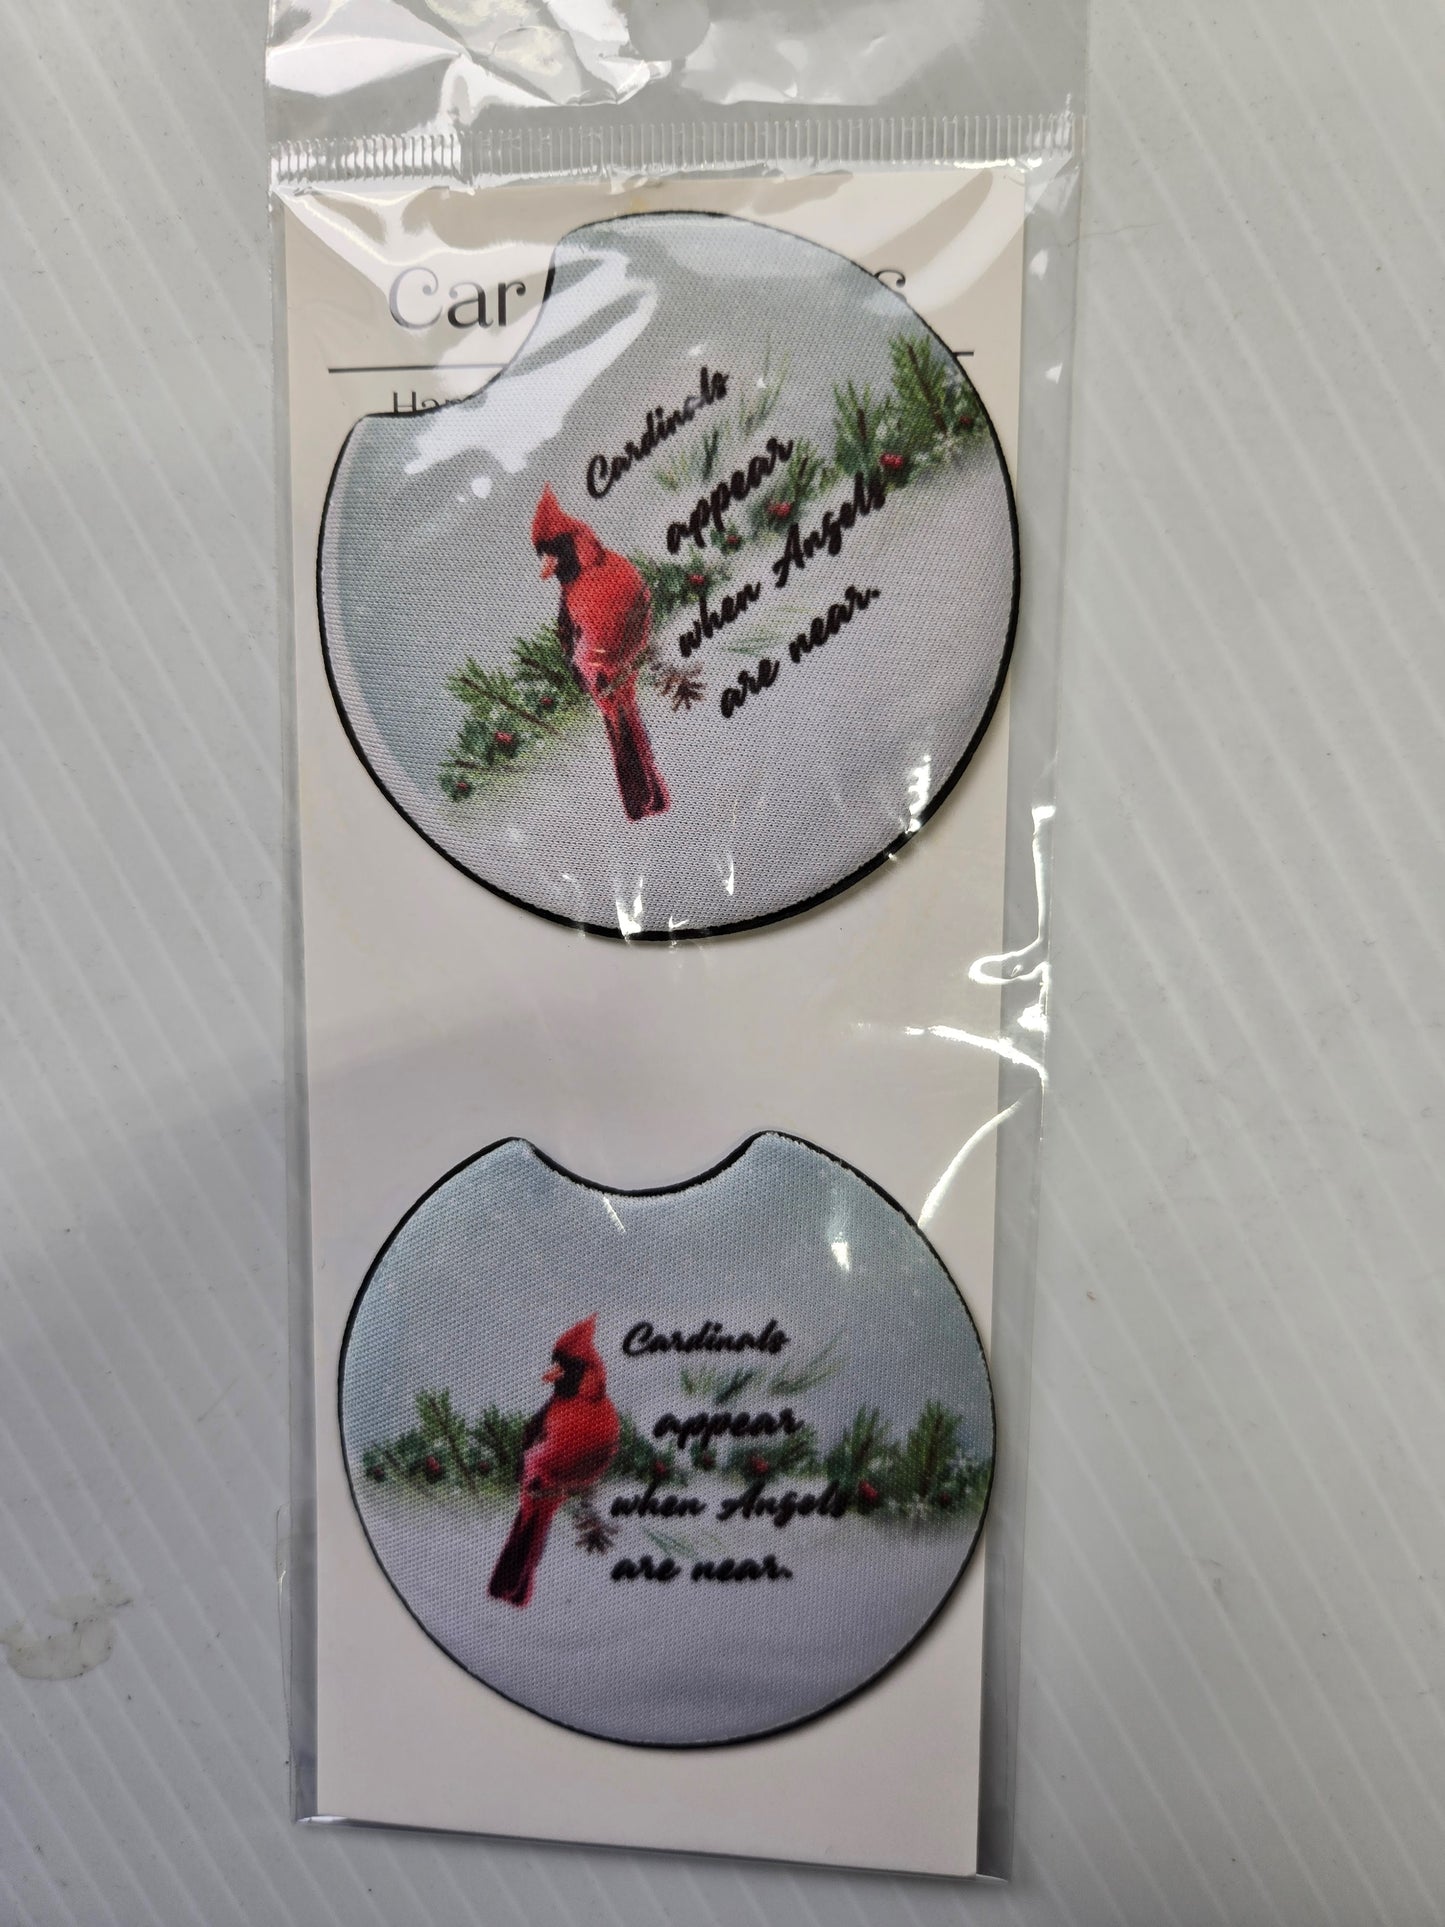 Car
Cardinals
appear
when Angels
are near.
Cardinals
appear
when Angels
are near.